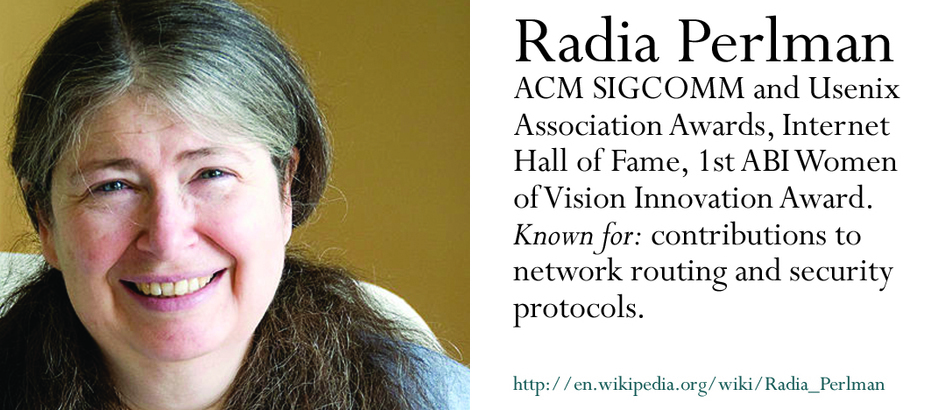 Radia Perlman
ACM SIGCOMM and Usenix
Association Awards, Internet
Hall of Fame, 1st ABI Women
of Vision Innovation Award.
Known for: contributions to
network routing and security
protocols.
http://en.wikipedia.org/wiki/Radia_Perlman